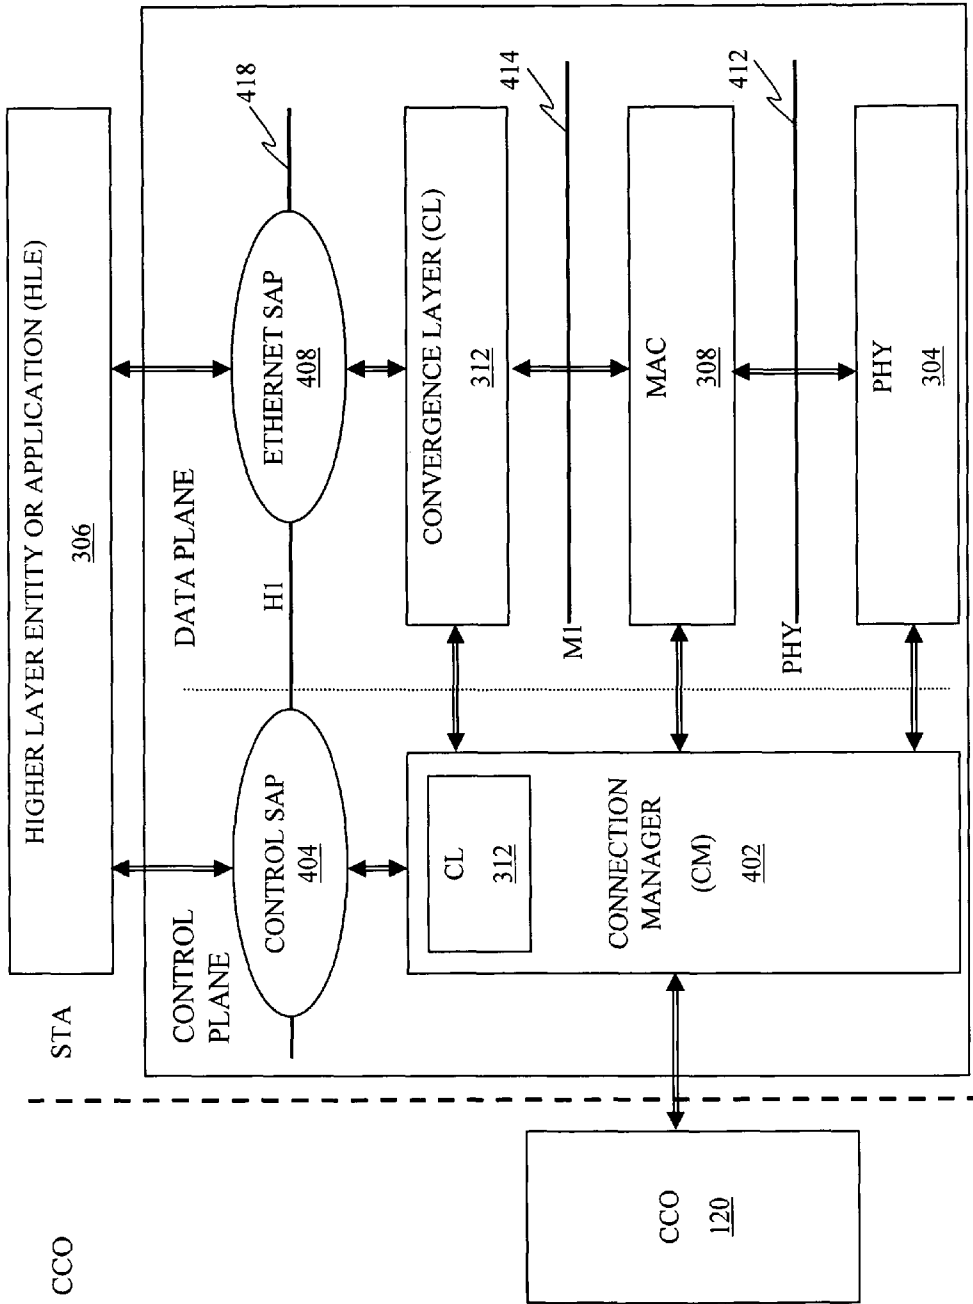 CCO
STA
HIGHER LAYER ENTITY OR APPLICATION (HLE)
306
CONTROL
PLANE
DATA PLANE
418
CONTROL SAP
404
H1
ETHERNET SAP
408
CL
312
CONVERGENCE LAYER (CL)
312
414
M1
CCO
120
CONNECTION
MANAGER
(CM)
402
MAC
308
412
PHY
PHY
304